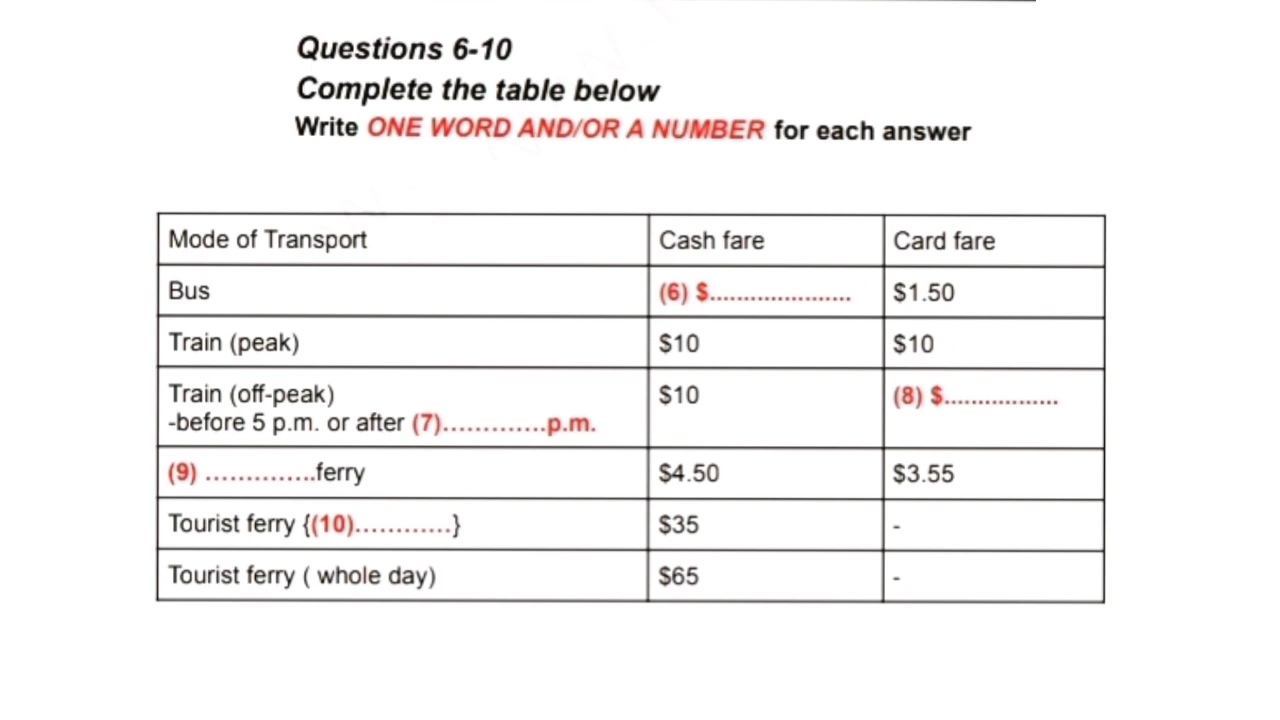 Questions 6-10
Complete the table below
Write ONE WORD AND/OR A NUMBER for each answer
Mode of Transport Cash fare Card fare
Bus (6) $..................... $1.50
Train (peak) $10 $10
Train (off-peak) $10 (8) $.................
-before 5 p.m. or after (7).............p.m.
(9) ..............ferry $4.50 $3.55
Tourist ferry {(10)............} $35 -
Tourist ferry ( whole day) $65 -